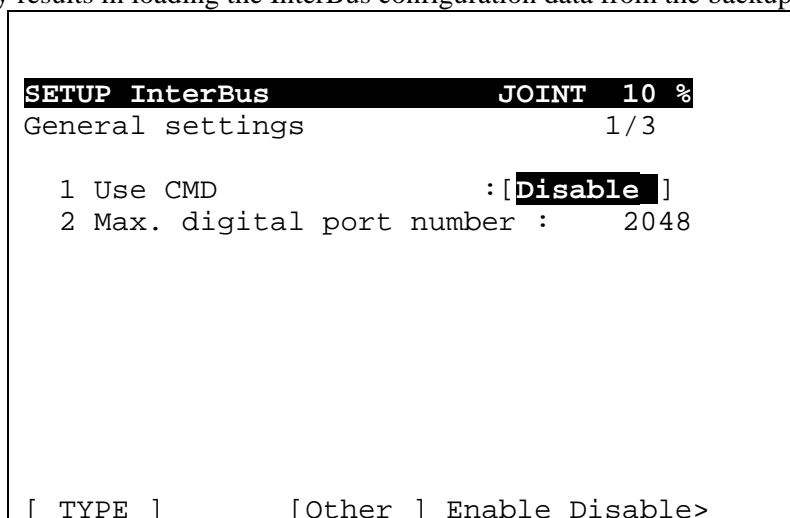 results in loading the InterBus configuration data from the backup
SETUP InterBus JOINT 10 %
General settings 1/3
1 Use CMD :[Disable ]
2 Max. digital port number : 2048
[ TYPE ] [Other ] Enable Disable>